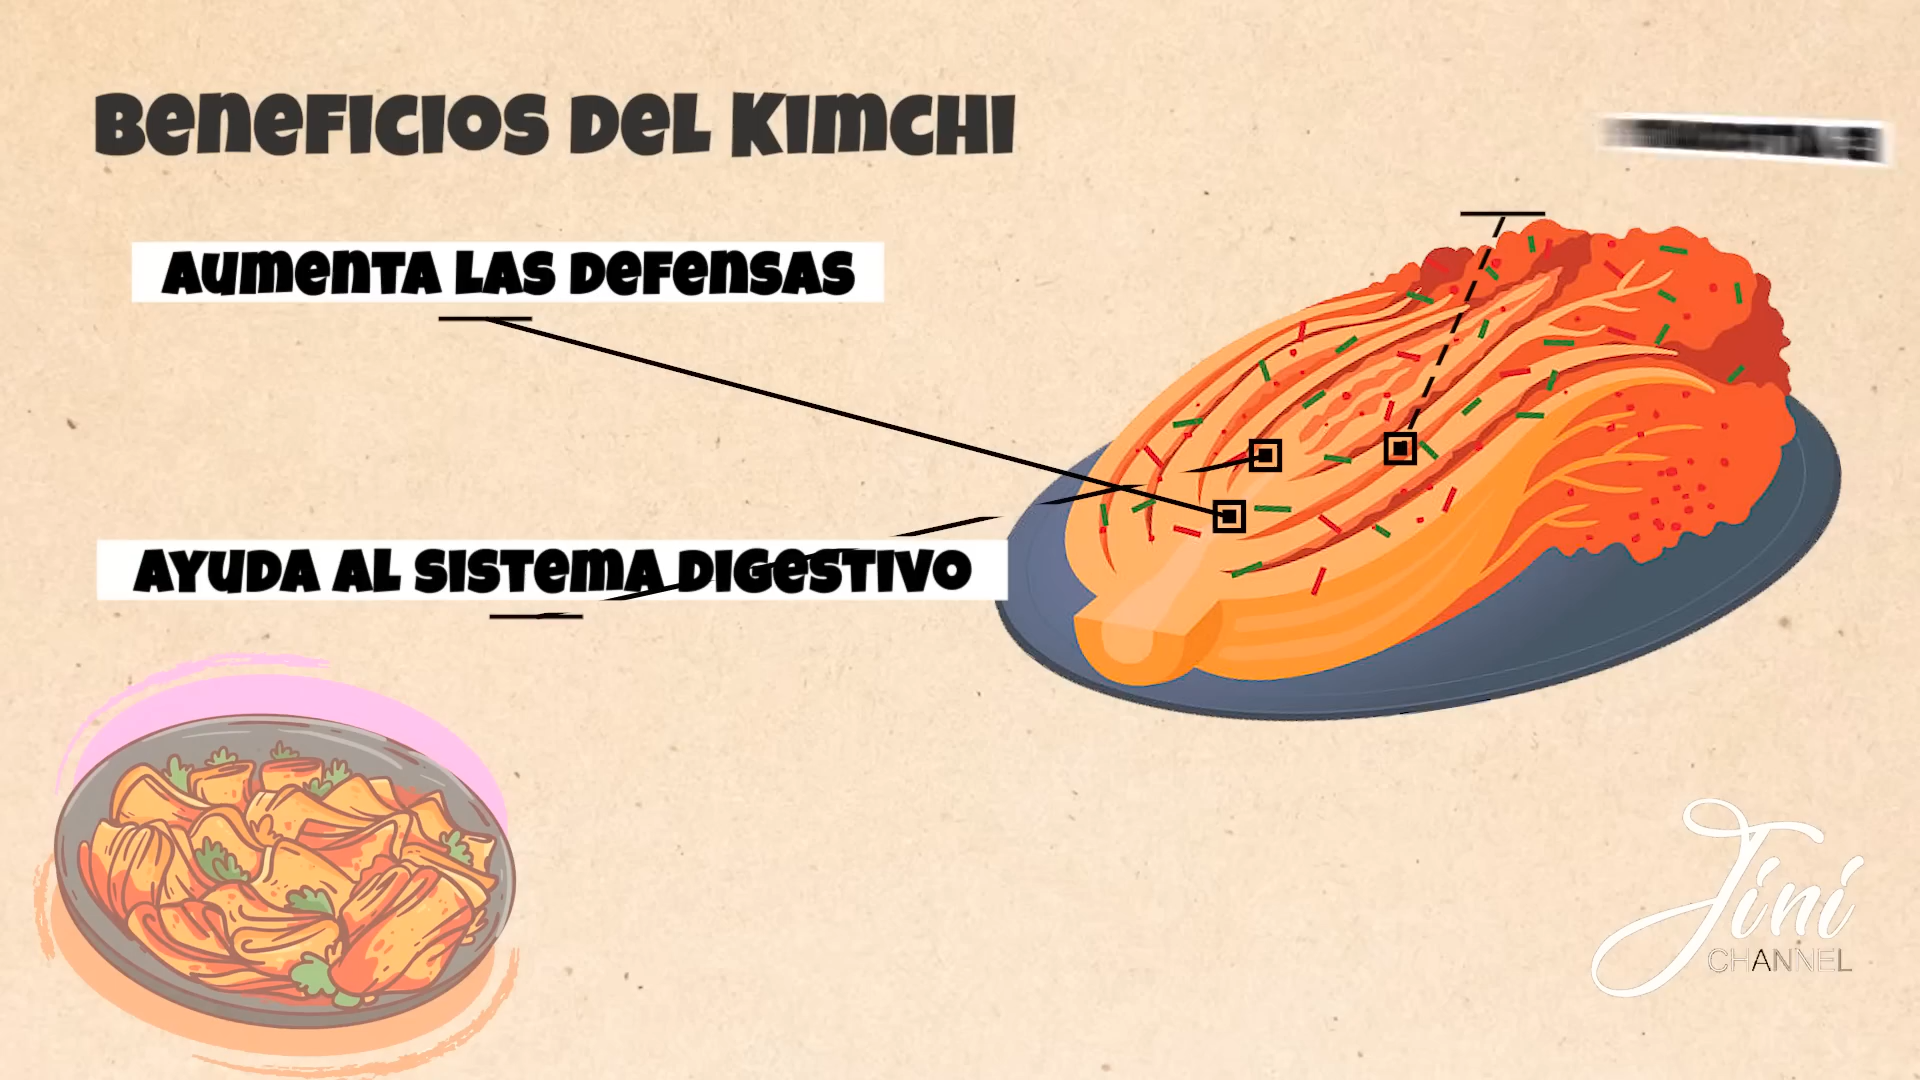 Beneficios del Kimchi
Aumenta las defensas
Ayuda al sistema digestivo
Jini
CHANNEL